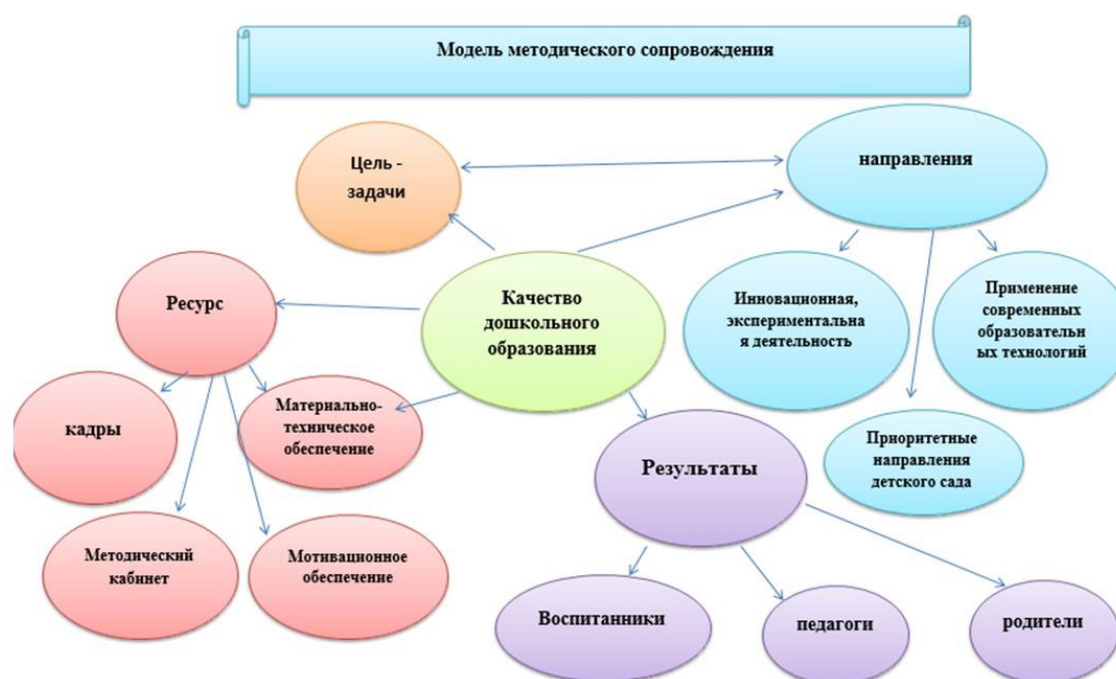 Модель методического сопровождения
Цель -
задачи
направления
Ресурс
Качество
дошкольного
образования
Инновационная,
экспериментальна
я деятельность
Применение
современных
образовательн
ых технологий
кадры
Материально-
техническое
обеспечение
Результаты
Приоритетные
направления
детского сада
Методический
кабинет
Мотивационное
обеспечение
Воспитанники
педагоги
родители